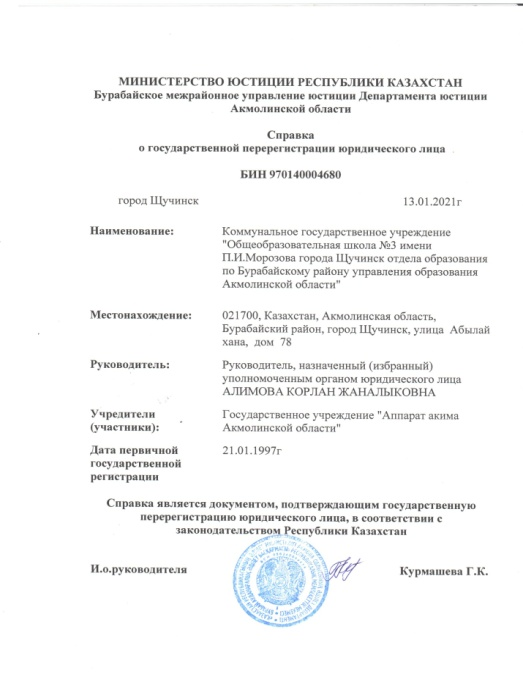 МИНИСТЕРСТВО ЮСТИЦИИ РЕСПУБЛИКИ КАЗАХСТАН
Бурабайское межрайонное управление юстиции Департамента юстиции
Акмолинской области
Справка
о государственной перерегистрации юридического лица
БИН 970140004680
город Щучинск 13.01.2021г
Наименование: Коммунальное государственное учреждение
"Общеобразовательная школа №3 имени
П.И.Морозова города Щучинск отдела образования
по Бурабайскому району управления образования
Акмолинской области"
Местонахождение: 021700, Казахстан, Акмолинская область,
Бурабайский район, город Щучинск, улица Абылай
хана, дом 78
Руководитель: Руководитель, назначенный (избранный)
уполномоченным органом юридического лица
АЛИМОВА КОРЛАН ЖАНАЛЫКОВНА
Учредители Государственное учреждение "Аппарат акима
(участники): Акмолинской области"
Дата первичной 21.01.1997г
государственной
регистрации
Справка является документом, подтверждающим государственную
перерегистрацию юридического лица, в соответствии с
законодательством Республики Казахстан
И.о.руководителя Курмашева Г.К.